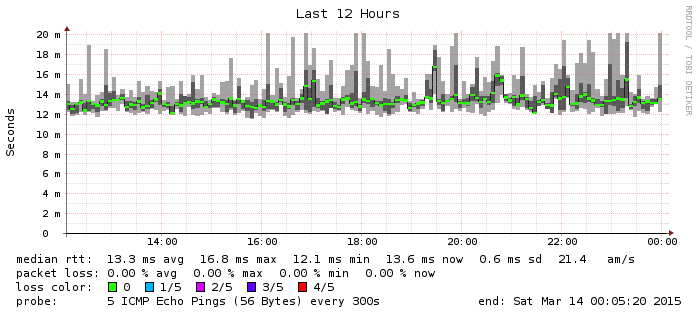 Last 12 Hours
RRDTOOL / TOBI OETIKER
Seconds
20 m
18 m
16 m
14 m
12 m
10 m
8 m
6 m
4 m
2 m
0
14:00 16:00 18:00 20:00 22:00 00:00
median rtt: 13.3 ms avg 16.8 ms max 12.1 ms min 13.6 ms now 0.6 ms sd 21.4 am/s
packet loss: 0.00 % avg 0.00 % max 0.00 % min 0.00 % now
loss color: 0 1/5 2/5 3/5 4/5
probe: 5 ICMP Echo Pings (56 Bytes) every 300s end: Sat Mar 14 00:05:20 2015